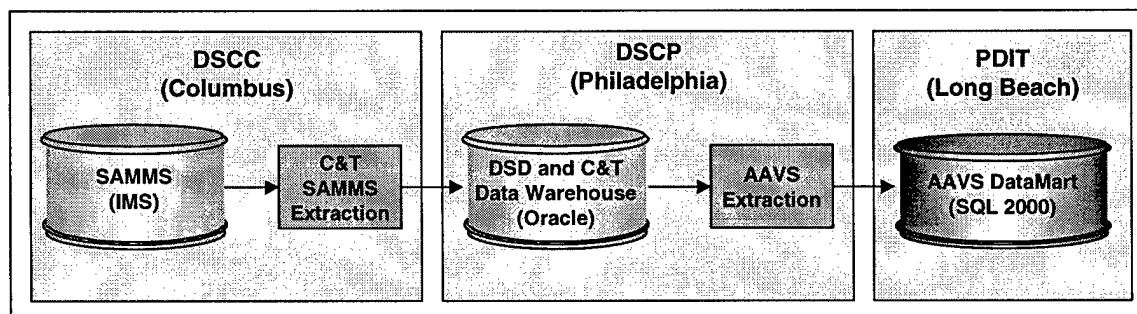 DSCC
(Columbus)
SAMMS
(IMS)
C&T
SAMMS
Extraction
DSCP
(Philadelphia)
DSD and C&T
Data Warehouse
(Oracle)
AAVS
Extraction
PDIT
(Long Beach)
AAVS DataMart
(SQL 2000)